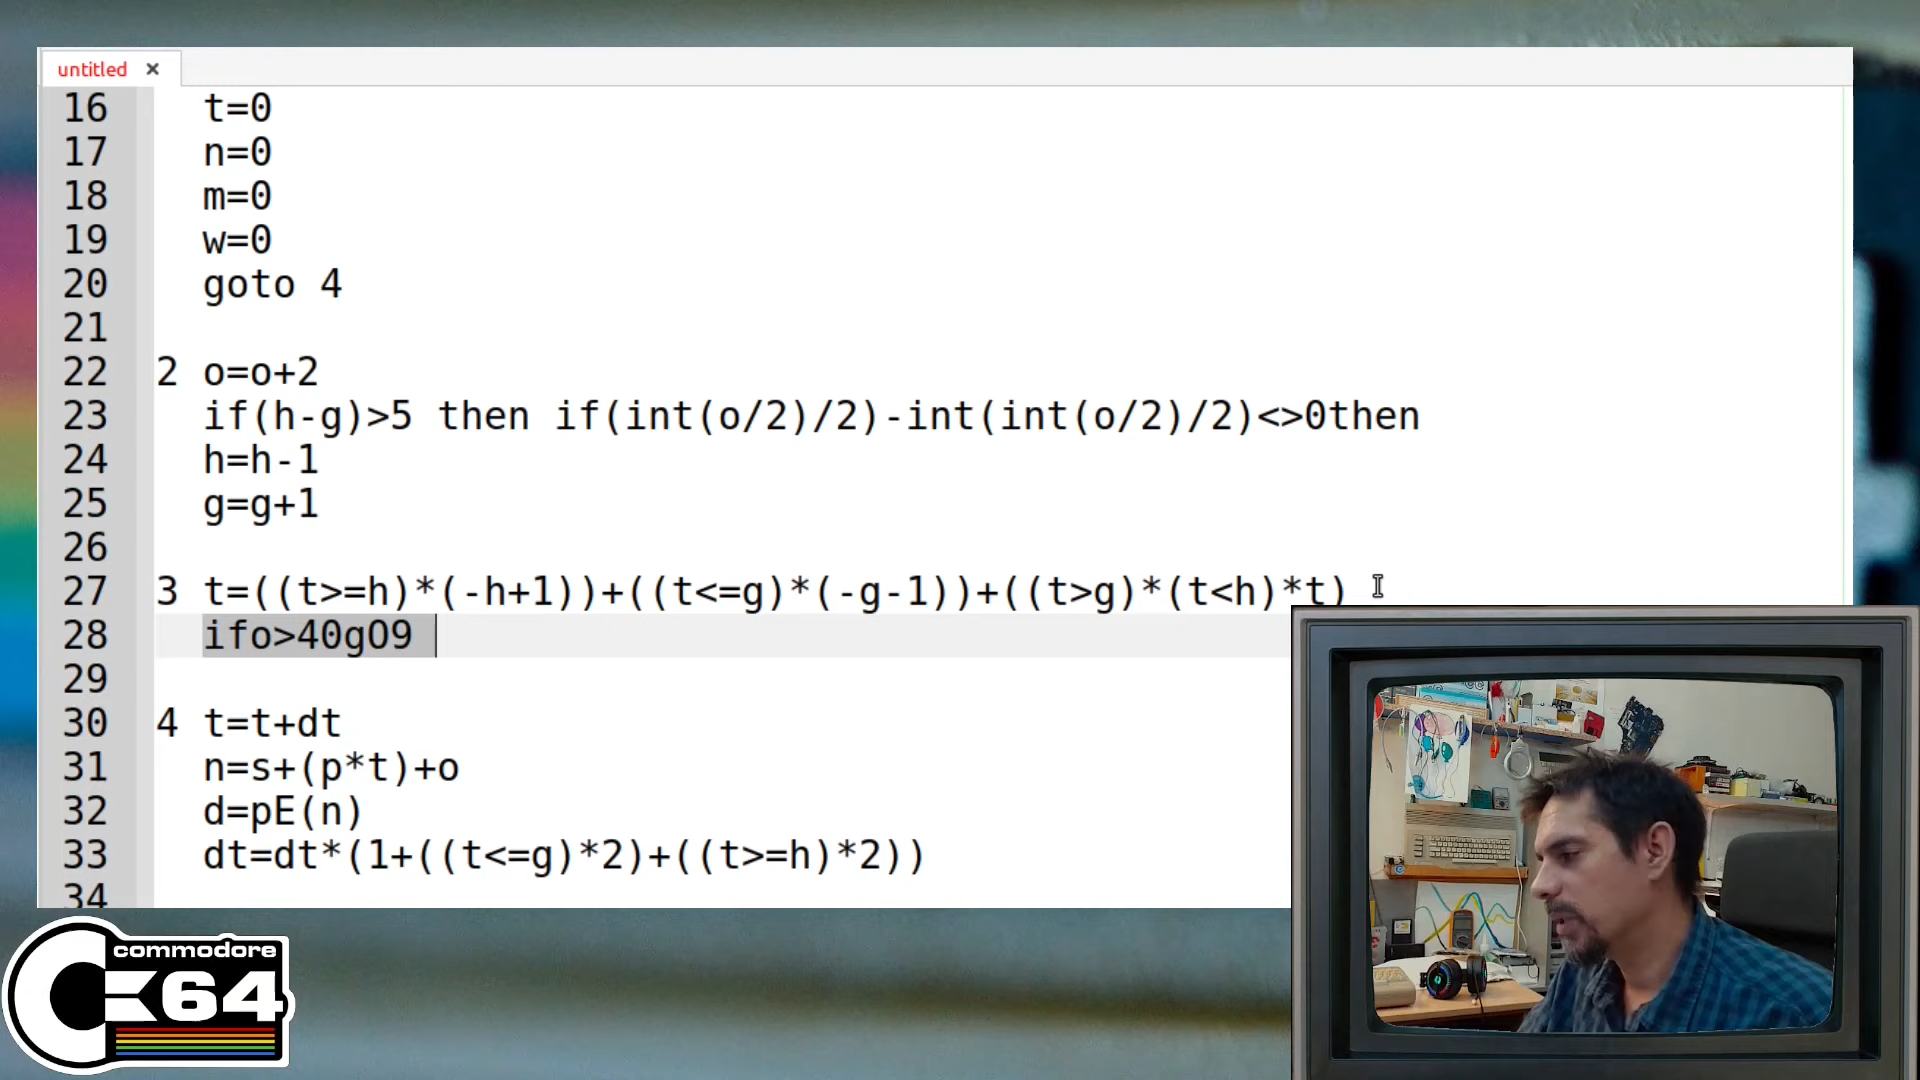 untitled ×
16 t=0
17 n=0
18 m=0
19 w=0
20 goto 4
21
22 2 o=o+2
23 if(h-g)>5 then if(int(o/2)/2)-int(int(o/2)/2)<>0then
24 h=h-1
25 g=g+1
26
27 3 t=((t>=h)*(-h+1))+((t<=g)*(-g-1))+((t>g)*(t<h)*t)
28 ifo>40gO9
29
30 4 t=t+dt
31 n=s+(p*t)+o
32 d=pE(n)
33 dt=dt*(1+((t<=g)*2)+((t>=h)*2))
34
commodore
64